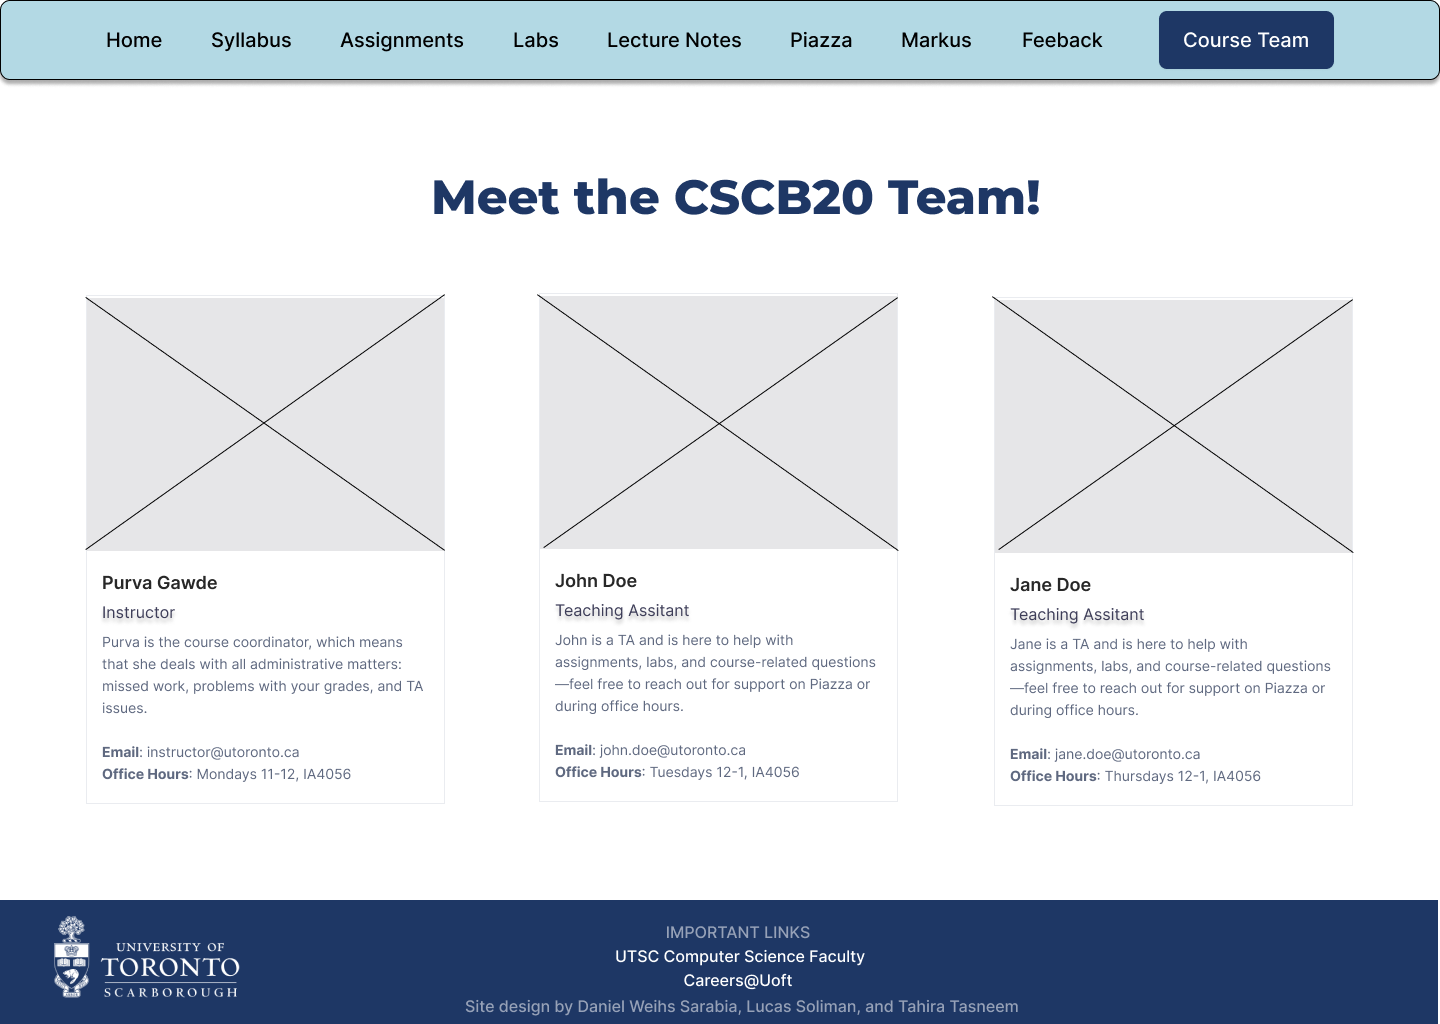 Home Syllabus Assignments Labs Lecture Notes Piazza Markus Feeback Course Team
Meet the CSCB20 Team!
Purva Gawde
Instructor
Purva is the course coordinator, which means
that she deals with all administrative matters:
missed work, problems with your grades, and TA
issues.
Email: instructor@utoronto.ca
Office Hours: Mondays 11-12, IA4056
John Doe
Teaching Assitant
John is a TA and is here to help with
assignments, labs, and course-related questions
—feel free to reach out for support on Piazza or
during office hours.
Email: john.doe@utoronto.ca
Office Hours: Tuesdays 12-1, IA4056
Jane Doe
Teaching Assitant
Jane is a TA and is here to help with
assignments, labs, and course-related questions
—feel free to reach out for support on Piazza or
during office hours.
Email: jane.doe@utoronto.ca
Office Hours: Thursdays 12-1, IA4056
UNIVERSITY OF
TORONTO
SCARBOROUGH
IMPORTANT LINKS
UTSC Computer Science Faculty
Careers@Uoft
Site design by Daniel Weihs Sarabia, Lucas Soliman, and Tahira Tasneem